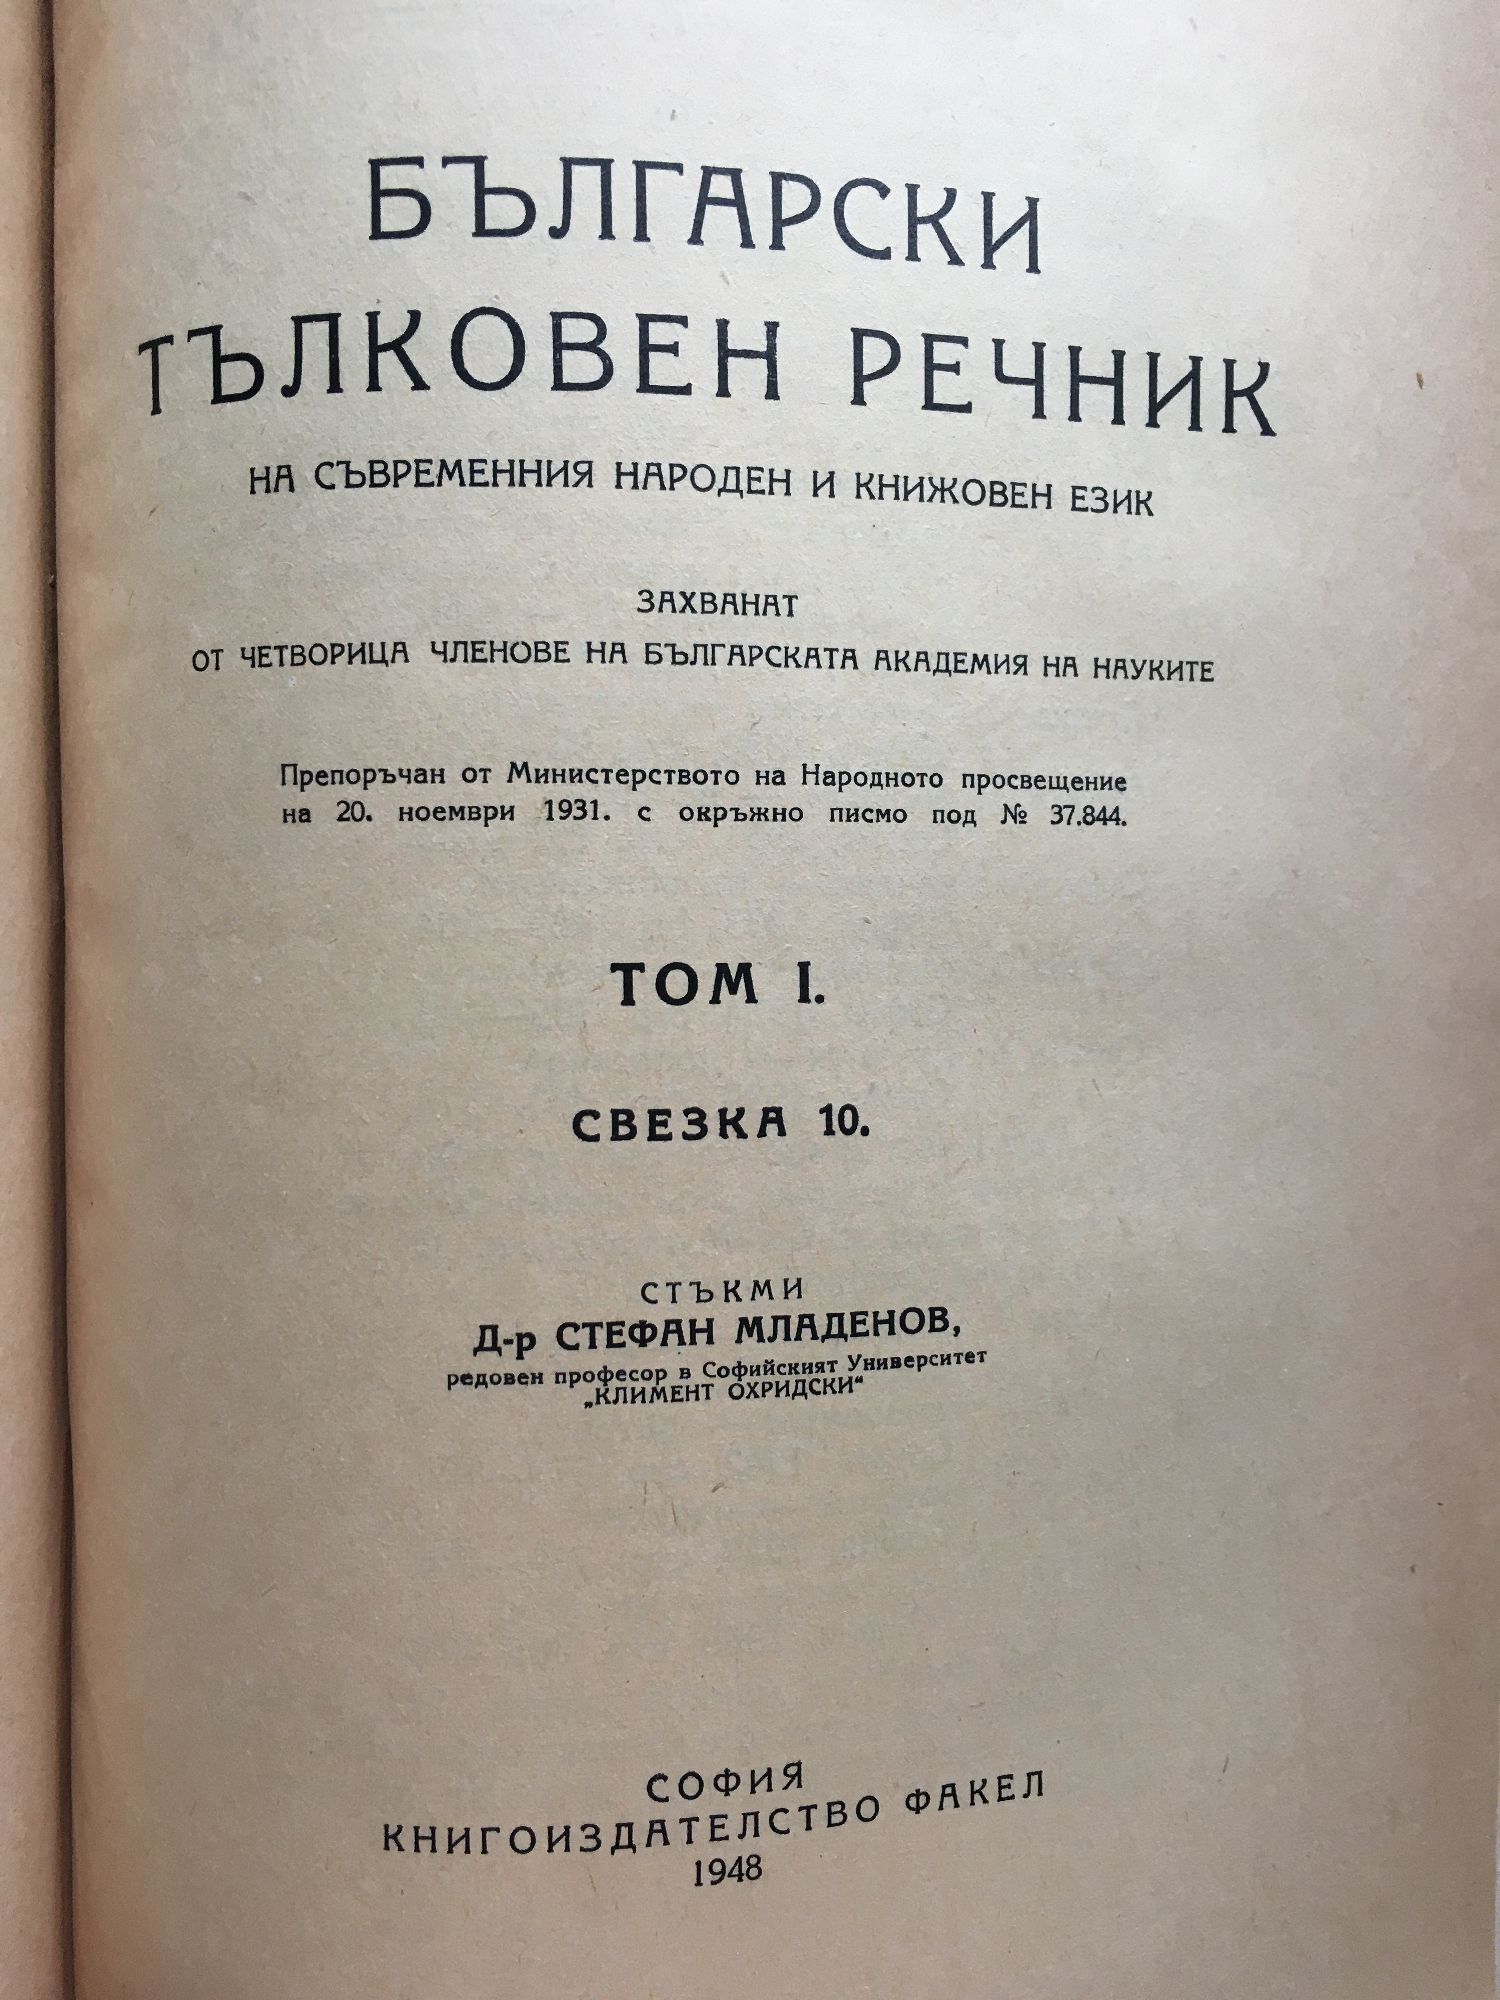 БЪЛГАРСКИ
ТЪЛКОВЕН РЕЧНИК
НА СЪВРЕМЕННИЯ НАРОДЕН И КНИЖОВЕН ЕЗИК
ЗАХВАНАТ
ОТ ЧЕТВОРИЦА ЧЛЕНОВЕ НА БЪЛГАРСКАТА АКАДЕМИЯ НА НАУКИТЕ
Препоръчан от Министерството на Народното просвещение
на 20. ноември 1931. с окръжно писмо под № 37.844.
ТОМ I.
СВЕЗКА 10.
СТЪКМИ
Д-р СТЕФАН МЛАДЕНОВ,
редовен професор в Софийският Университет
„КЛИМЕНТ ОХРИДСКИ“
СОФИЯ
КНИГОИЗДАТЕЛСТВО ФАКЕЛ
1948